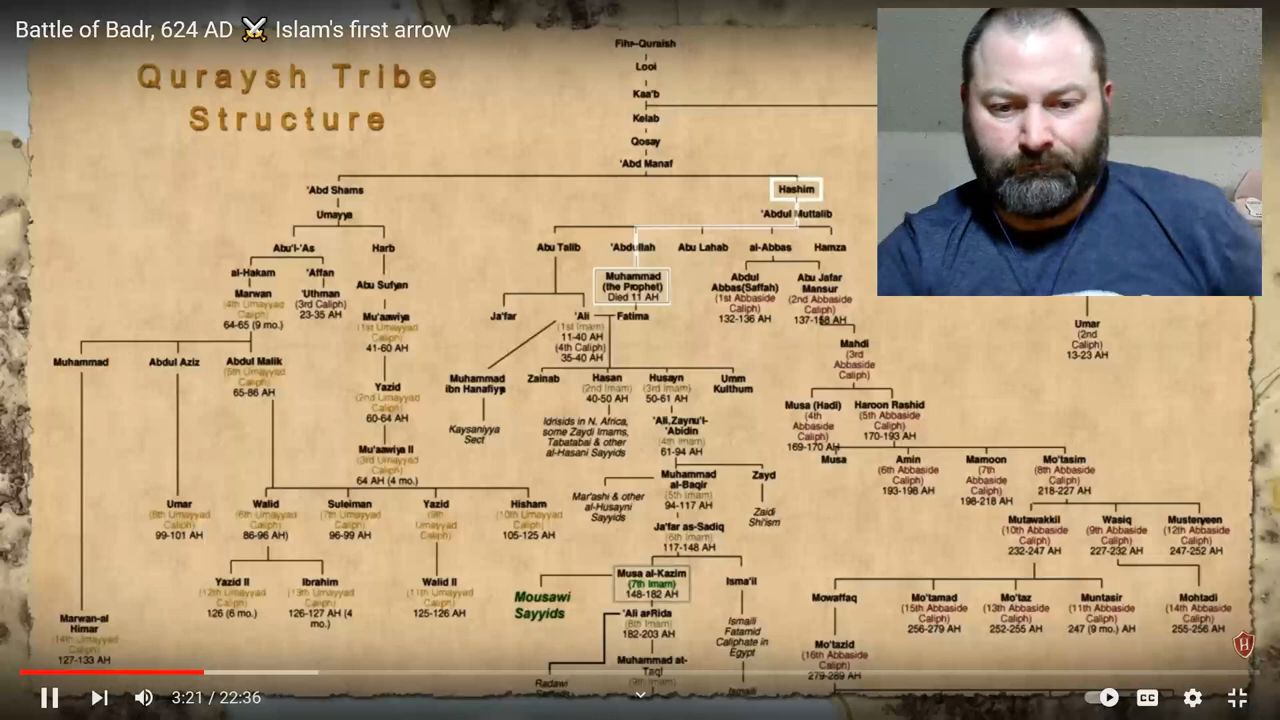 Battle of Badr, 624 AD ⚔ Islam's first arrow
Quraysh Tribe
Structure
Fihr-Quraish
Looi
Kaa'b
Kelab
Qosay
'Abd Manaf
'Abd Shams
Hashim
Umayya
'Abdul Muttalib
Abu'l-'As
Harb
Abu Talib
'Abdullah
Abu Lahab
al-Abbas
Hamza
al-Hakam
'Affan
Abu Sufyan
Marwan
(4th Umayyad
Caliph)
64-65 (9 mo.)
'Uthman
(3rd Caliph)
23-35 AH
Muhammad
(the Prophet)
Died 11 AH
Abdul
Abbas(Saffah)
(1st Abbaside
Caliph)
132-136 AH
Abu Jafar
Mansur
(2nd Abbaside
Caliph)
137-158 AH
Mu'aawiya
(1st Umayyad
Caliph)
41-60 AH
Ja'far
'Ali
(1st Imam)
11-40 AH
(4th Caliph)
35-40 AH
Fatima
Umar
(2nd
Caliph)
13-23 AH
Mahdi
(3rd
Abbaside
Caliph)
Muhammad
Abdul Aziz
Abdul Malik
(5th Umayyad
Caliph)
65-86 AH
Yazid
(2nd Umayyad
Caliph)
60-64 AH
Muhammad
ibn Hanafiyya
Zainab
Hasan
(2nd Imam)
40-50 AH
Husayn
(3rd Imam)
50-61 AH
Umm
Kulthum
Kaysaniyya
Sect
Idrisids in N. Africa,
some Zaydi Imams,
Tabatabai & other
al-Hasani Sayyids
'Ali,Zaynu'l-
'Abidin
(4th Imam)
61-94 AH
Musa (Hadi)
(4th
Abbaside
Caliph)
169-170 AH
Haroon Rashid
(5th Abbaside
Caliph)
170-193 AH
Mu'aawiya II
(3rd Umayyad
Caliph)
64 AH (4 mo.)
Musa
Amin
(6th Abbaside
Caliph)
193-198 AH
Mamoon
(7th
Abbaside
Caliph)
198-218 AH
Mo'tasim
(8th Abbaside
Caliph)
218-227 AH
Muhammad
al-Baqir
(5th Imam)
94-117 AH
Zayd
Mar'ashi & other
al-Husayni
Sayyids
Zaidi
Shi'ism
Umar
(8th Umayyad
Caliph)
99-101 AH
Walid
(6th Umayyad
Caliph)
86-96 AH)
Suleiman
(7th Umayyad
Caliph)
96-99 AH
Yazid
(9th
Umayyad
Caliph)
Hisham
(10th Umayyad
Caliph)
105-125 AH
Ja'far as-Sadiq
(6th Imam)
117-148 AH
Mutawakkil
(10th Abbaside
Caliph)
232-247 AH
Wasiq
(9th Abbaside
Caliph)
227-232 AH
Mustenyeen
(12th Abbaside
Caliph)
247-252 AH
Yazid II
(12th Umayyad
Caliph)
126 (6 mo.)
Ibrahim
(13th Umayyad
Caliph)
126-127 AH (4
mo.)
Walid II
(11th Umayyad
Caliph)
125-126 AH
Mousawi
Sayyids
Musa al-Kazim
(7th Imam)
148-182 AH
Isma'il
Ismaili
Fatamid
Caliphate in
Egypt
Mowaffaq
Mo'tamad
(15th Abbaside
Caliph)
256-279 AH
Mo'taz
(13th Abbaside
Caliph)
252-255 AH
Muntasir
(11th Abbaside
Caliph)
247 (9 mo.) AH
Mohtadi
(14th Abbaside
Caliph)
255-256 AH
Marwan-al
Himar
(14th Umayyad
Caliph)
127-133 AH
'Ali arRida
(8th Imam)
182-203 AH
Mo'tazid
(16th Abbaside
Caliph)
279-289 AH
Muhammad at-
Taqi
(9th Imam)
Radawi
Ismaili
3:21 / 22:36
CC
H